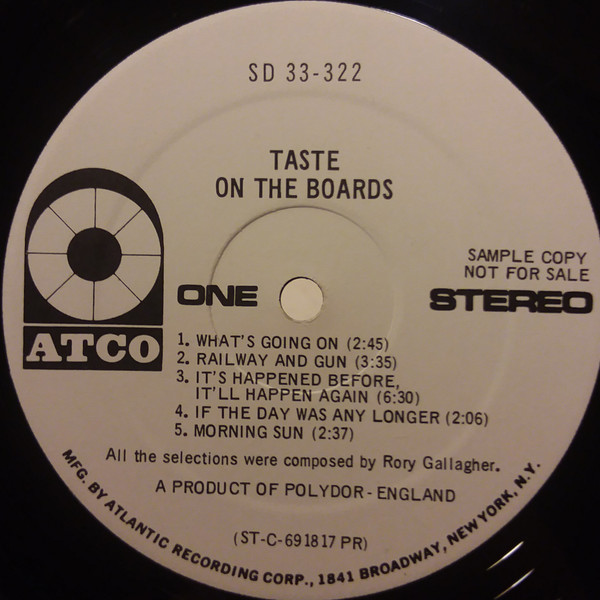 SD 33-322
TASTE
ON THE BOARDS
SAMPLE COPY
NOT FOR SALE
ONE
STEREO
ATCO
1. WHAT'S GOING ON (2:45)
2. RAILWAY AND GUN (3:35)
3. IT'S HAPPENED BEFORE,
IT'LL HAPPEN AGAIN (6:30)
4. IF THE DAY WAS ANY LONGER (2:06)
5. MORNING SUN (2:37)
All the selections were composed by Rory Gallagher.
A PRODUCT OF POLYDOR - ENGLAND
(ST-C-691817 PR)
MFG. BY ATLANTIC RECORDING CORP., 1841 BROADWAY, NEW YORK, N.Y.